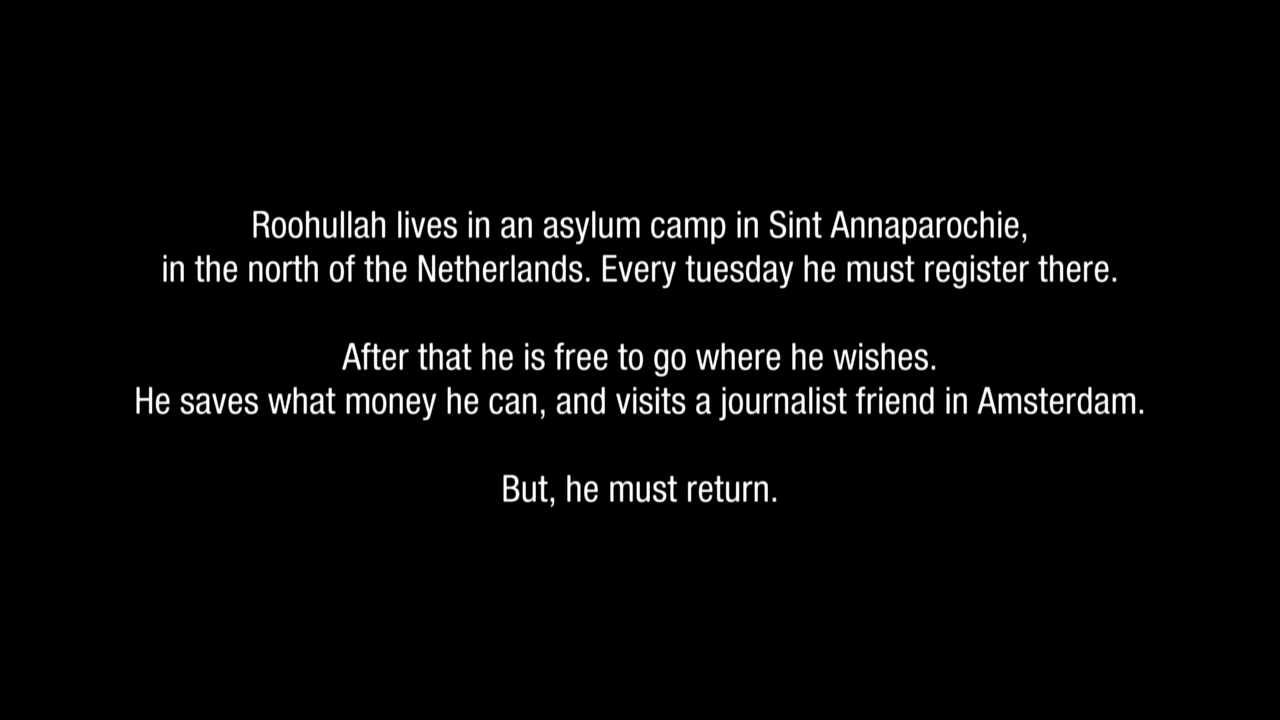 Roohullah lives in an asylum camp in Sint Annaparochie,
in the north of the Netherlands. Every tuesday he must register there.
After that he is free to go where he wishes.
He saves what money he can, and visits a journalist friend in Amsterdam.
But, he must return.